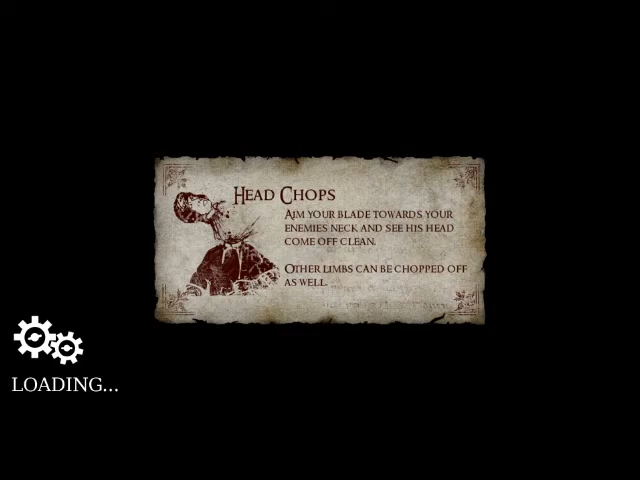 HEAD CHOPS
AIM YOUR BLADE TOWARDS YOUR
ENEMIES NECK AND SEE HIS HEAD
COME OFF CLEAN.
OTHER LIMBS CAN BE CHOPPED OFF
AS WELL.
LOADING...